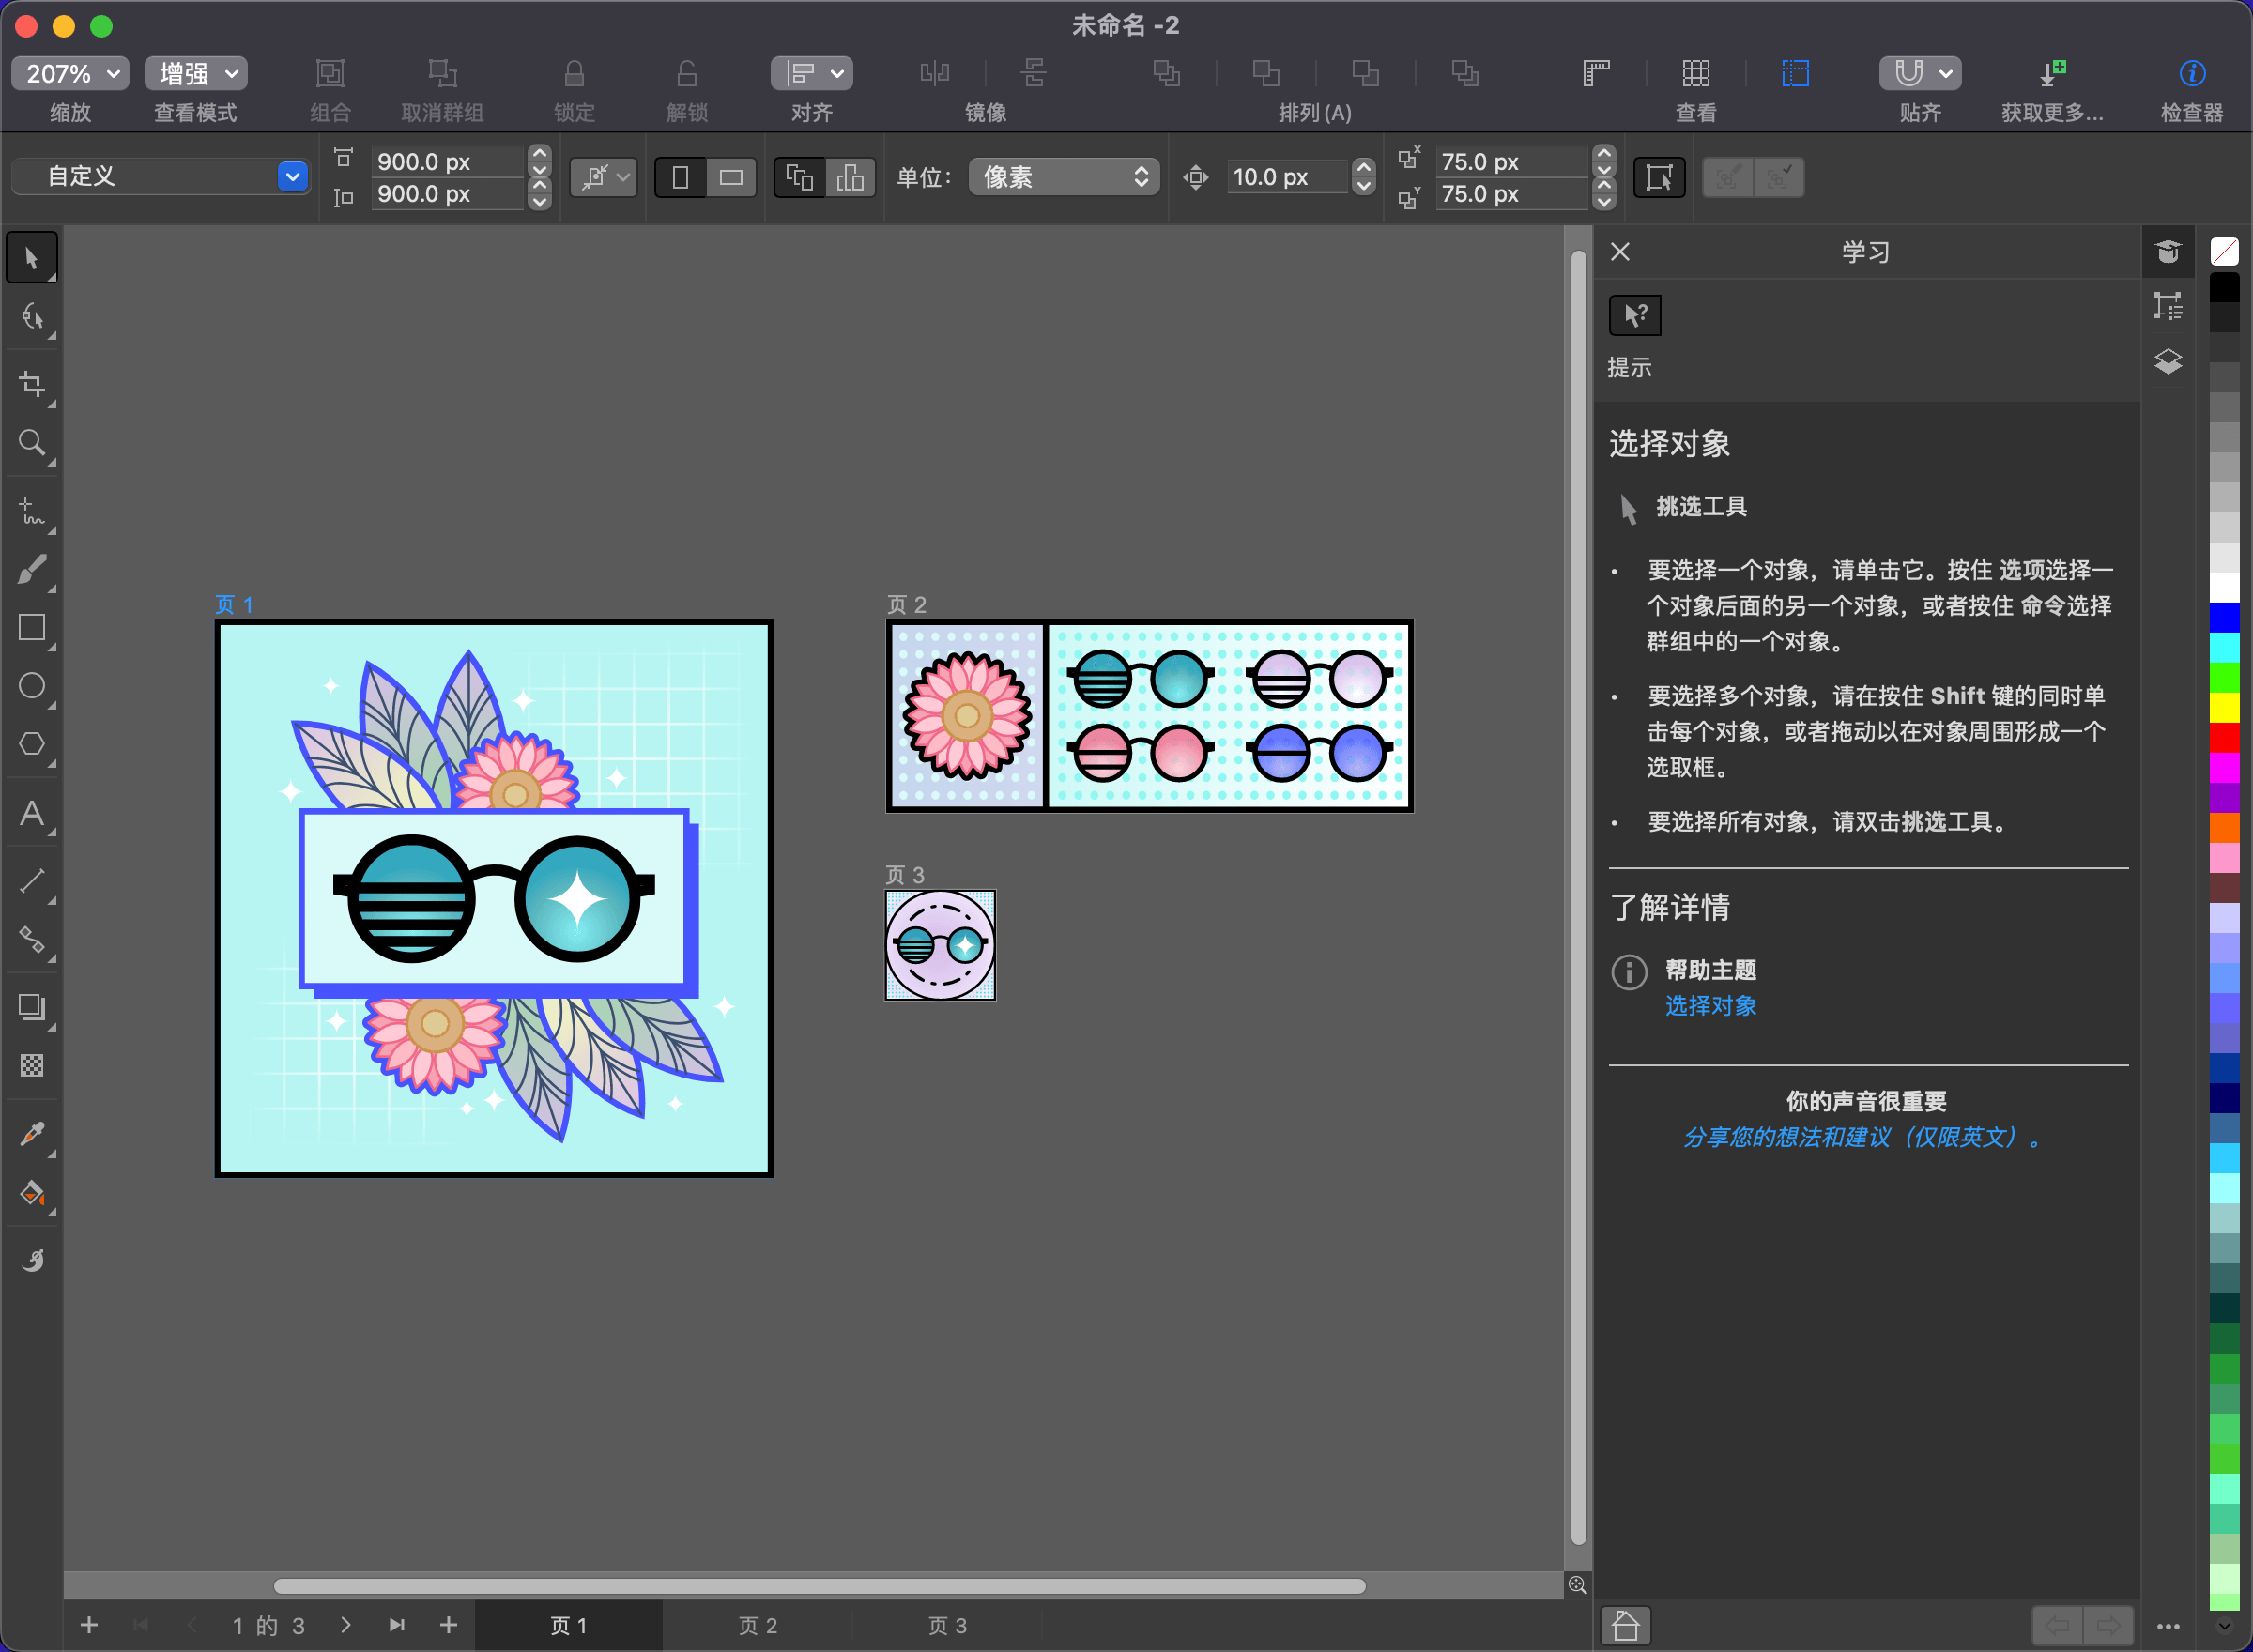 未命名 -2
207%
增强
缩放
查看模式
组合
取消群组
锁定
解锁
对齐
镜像
排列(A)
查看
贴齐
获取更多...
检查器
自定义
900.0 px
900.0 px
单位：
像素
10.0 px
75.0 px
75.0 px
学习
提示
选择对象
挑选工具
• 要选择一个对象，请单击它。按住 选项选择一
个对象后面的另一个对象，或者按住 命令选择
群组中的一个对象。
• 要选择多个对象，请在按住 Shift 键的同时单
击每个对象，或者拖动以在对象周围形成一个
选取框。
• 要选择所有对象，请双击挑选工具。
了解详情
帮助主题
选择对象
你的声音很重要
分享您的想法和建议（仅限英文）。
页 1
页 2
页 3
1 的 3
页 1
页 2
页 3